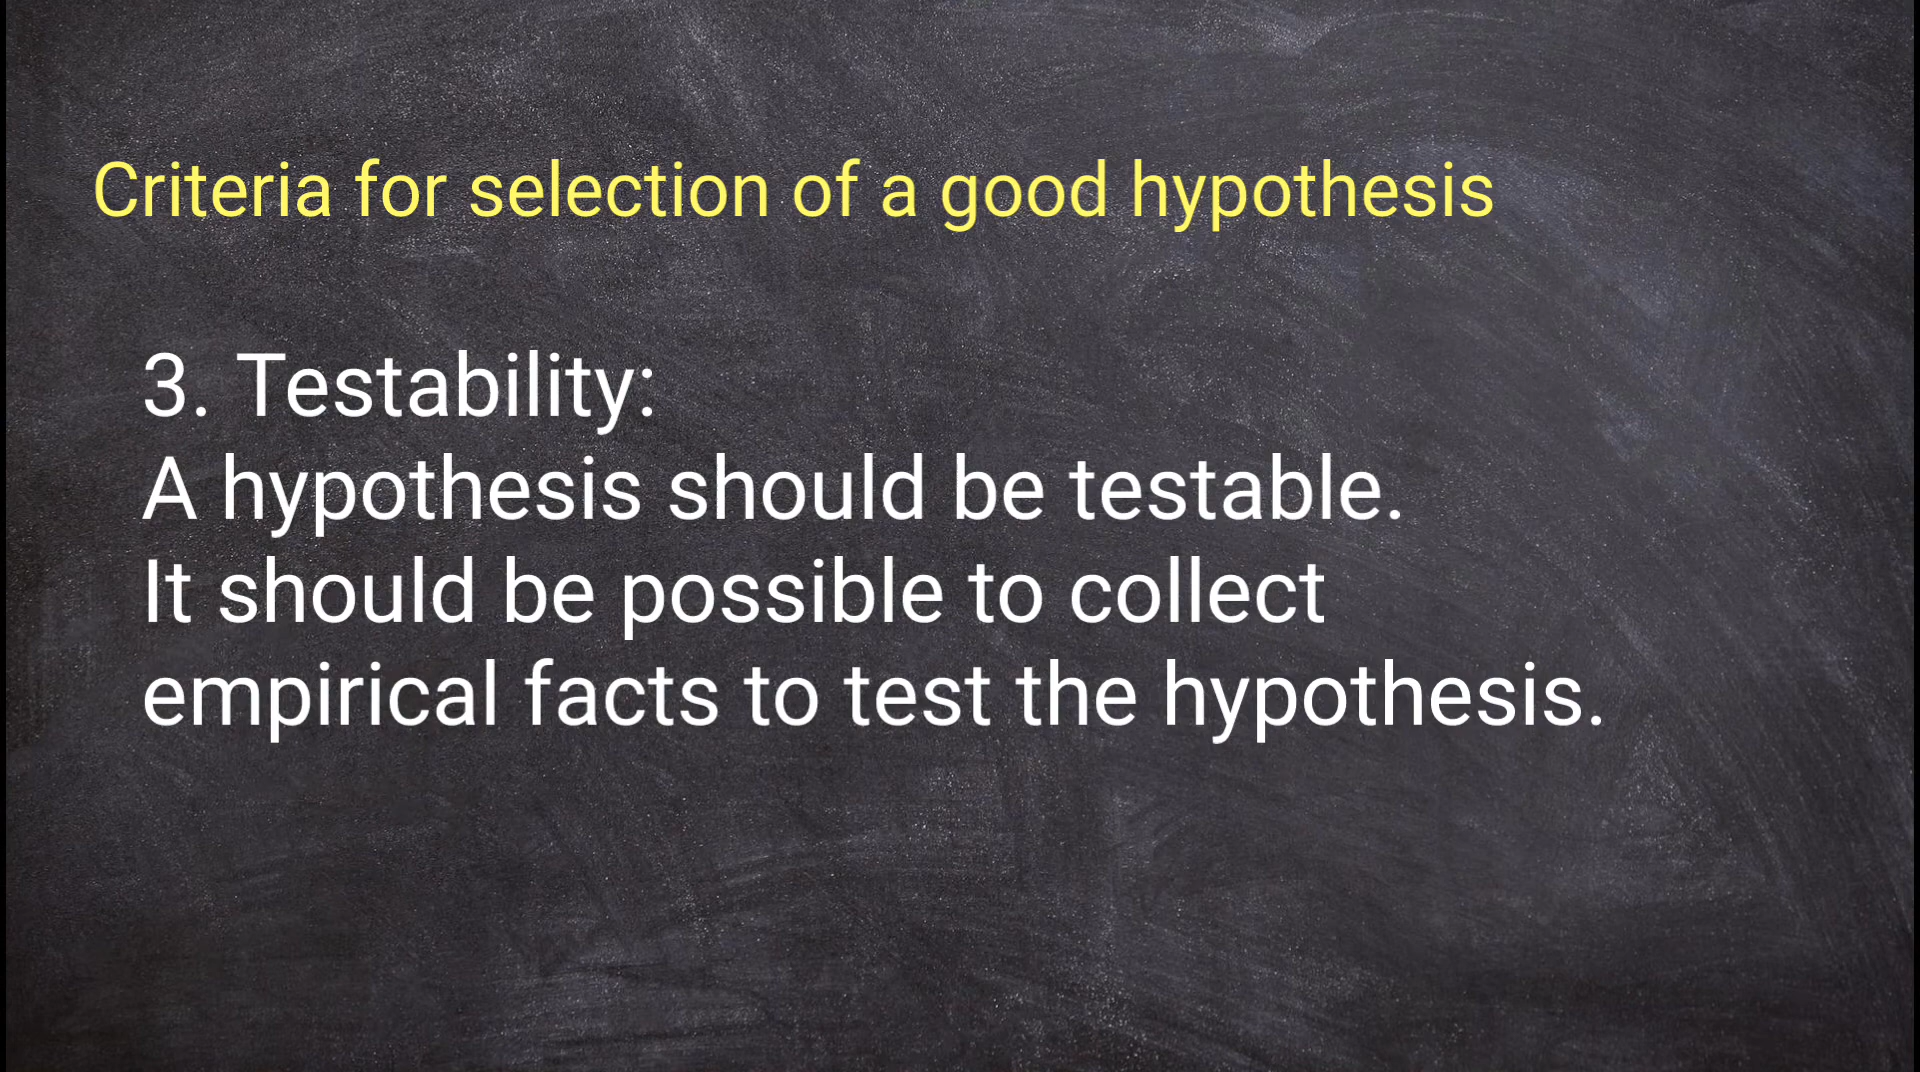 Criteria for selection of a good hypothesis
3. Testability:
A hypothesis should be testable.
It should be possible to collect
empirical facts to test the hypothesis.